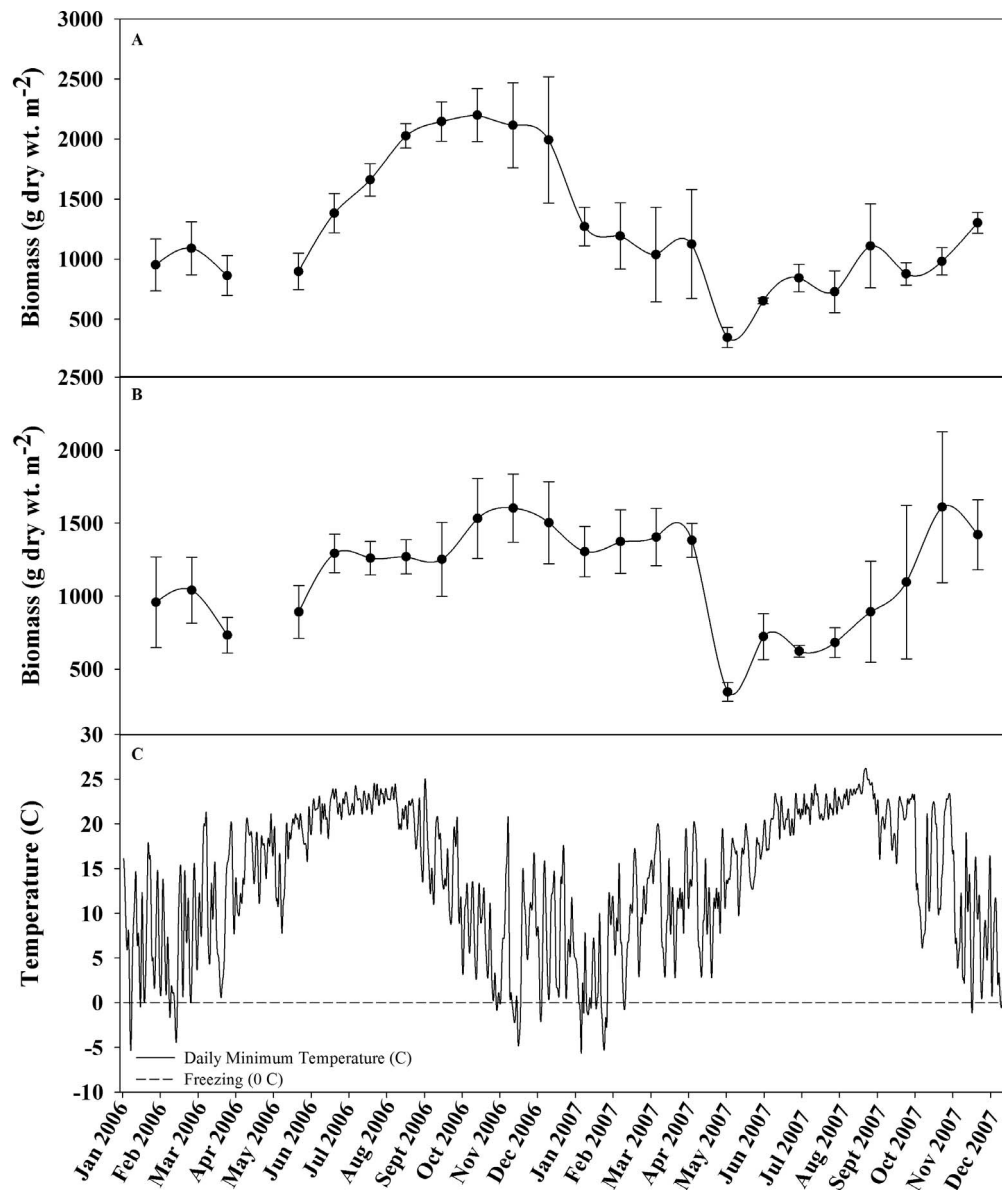 3000
A
2500
2000
1500
1000
500
Biomass (g dry wt. m-2)
2500
B
2000
1500
1000
500
Biomass (g dry wt. m-2)
30
C
25
20
15
10
5
0
-5
-10
Temperature (C)
Daily Minimum Temperature (C)
Freezing (0 C)
Jan 2006
Feb 2006
Mar 2006
Apr 2006
May 2006
Jun 2006
Jul 2006
Aug 2006
Sept 2006
Oct 2006
Nov 2006
Dec 2006
Jan 2007
Feb 2007
Mar 2007
Apr 2007
May 2007
Jun 2007
Jul 2007
Aug 2007
Sept 2007
Oct 2007
Nov 2007
Dec 2007